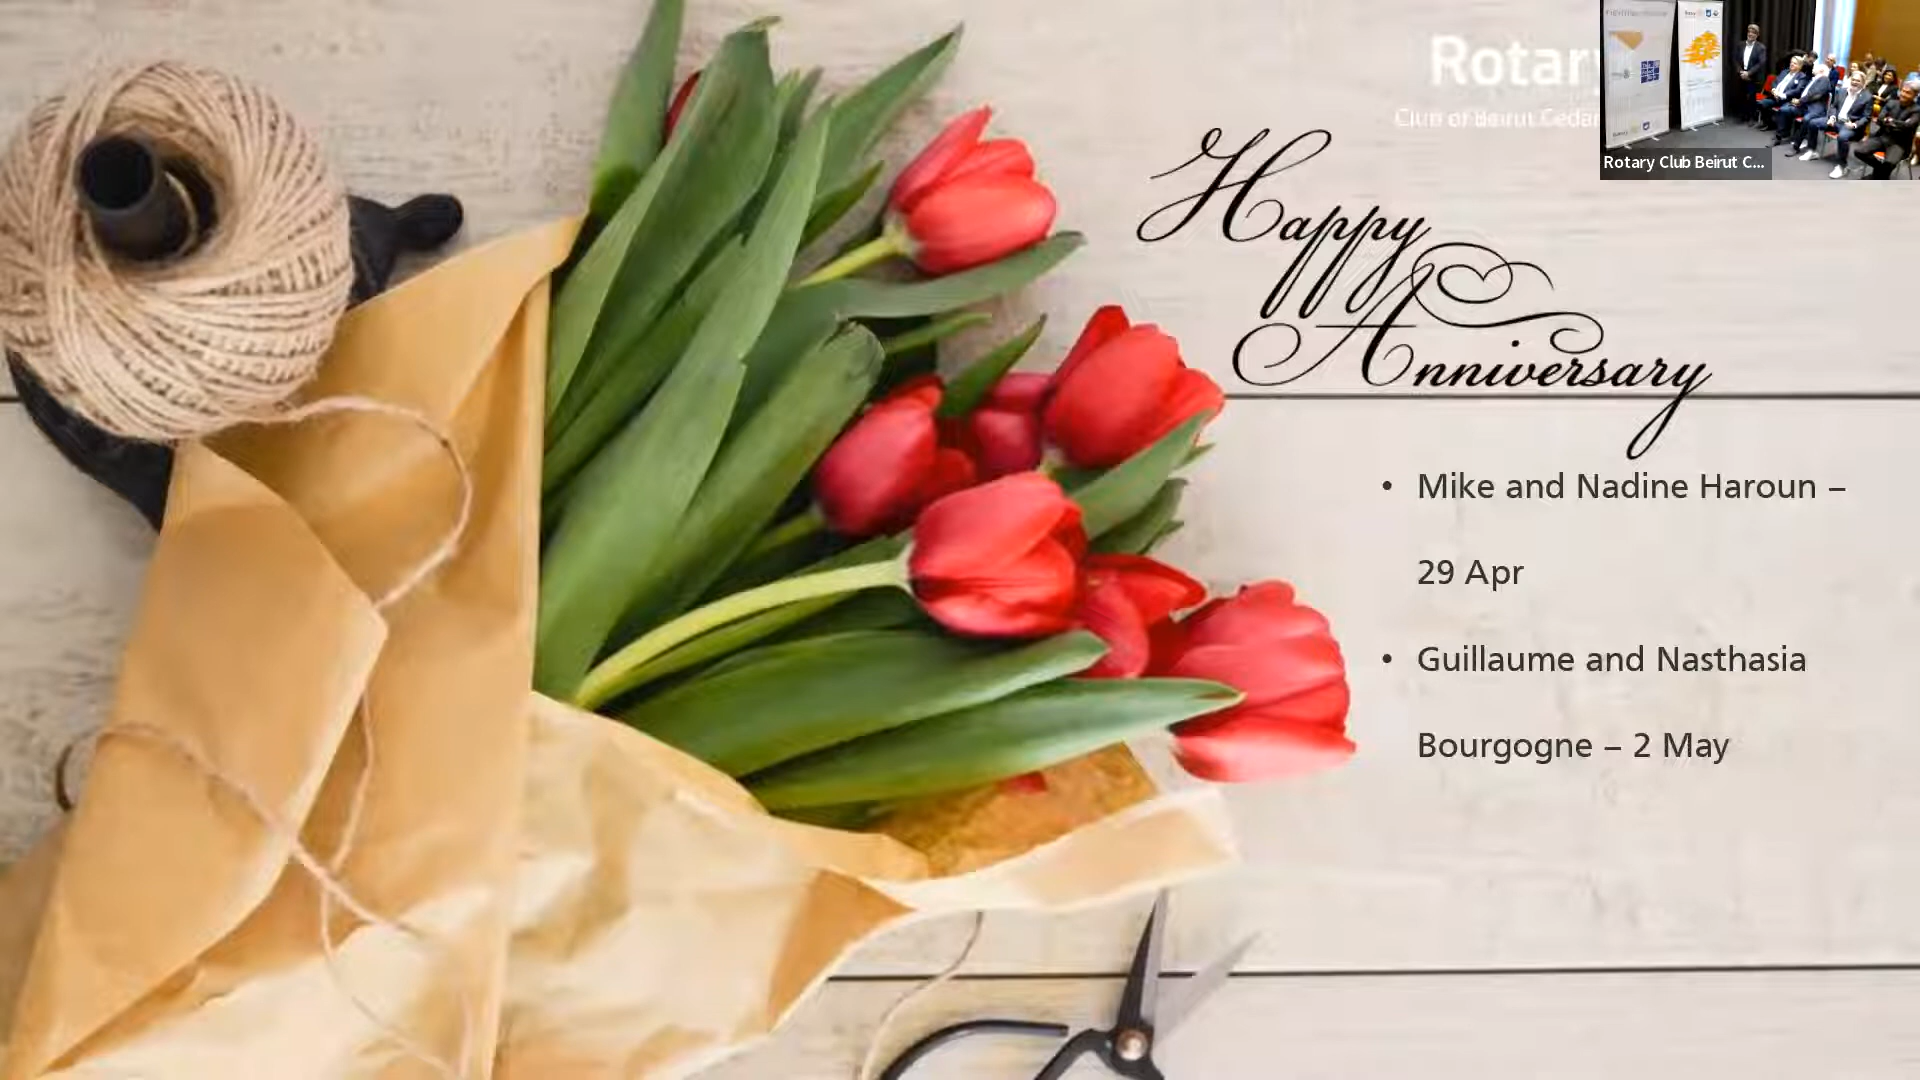 Rotary
Club of Beirut Cedar
Rotary Club Beirut C...
Happy
Anniversary
• Mike and Nadine Haroun –
29 Apr
• Guillaume and Nasthasia
Bourgogne – 2 May